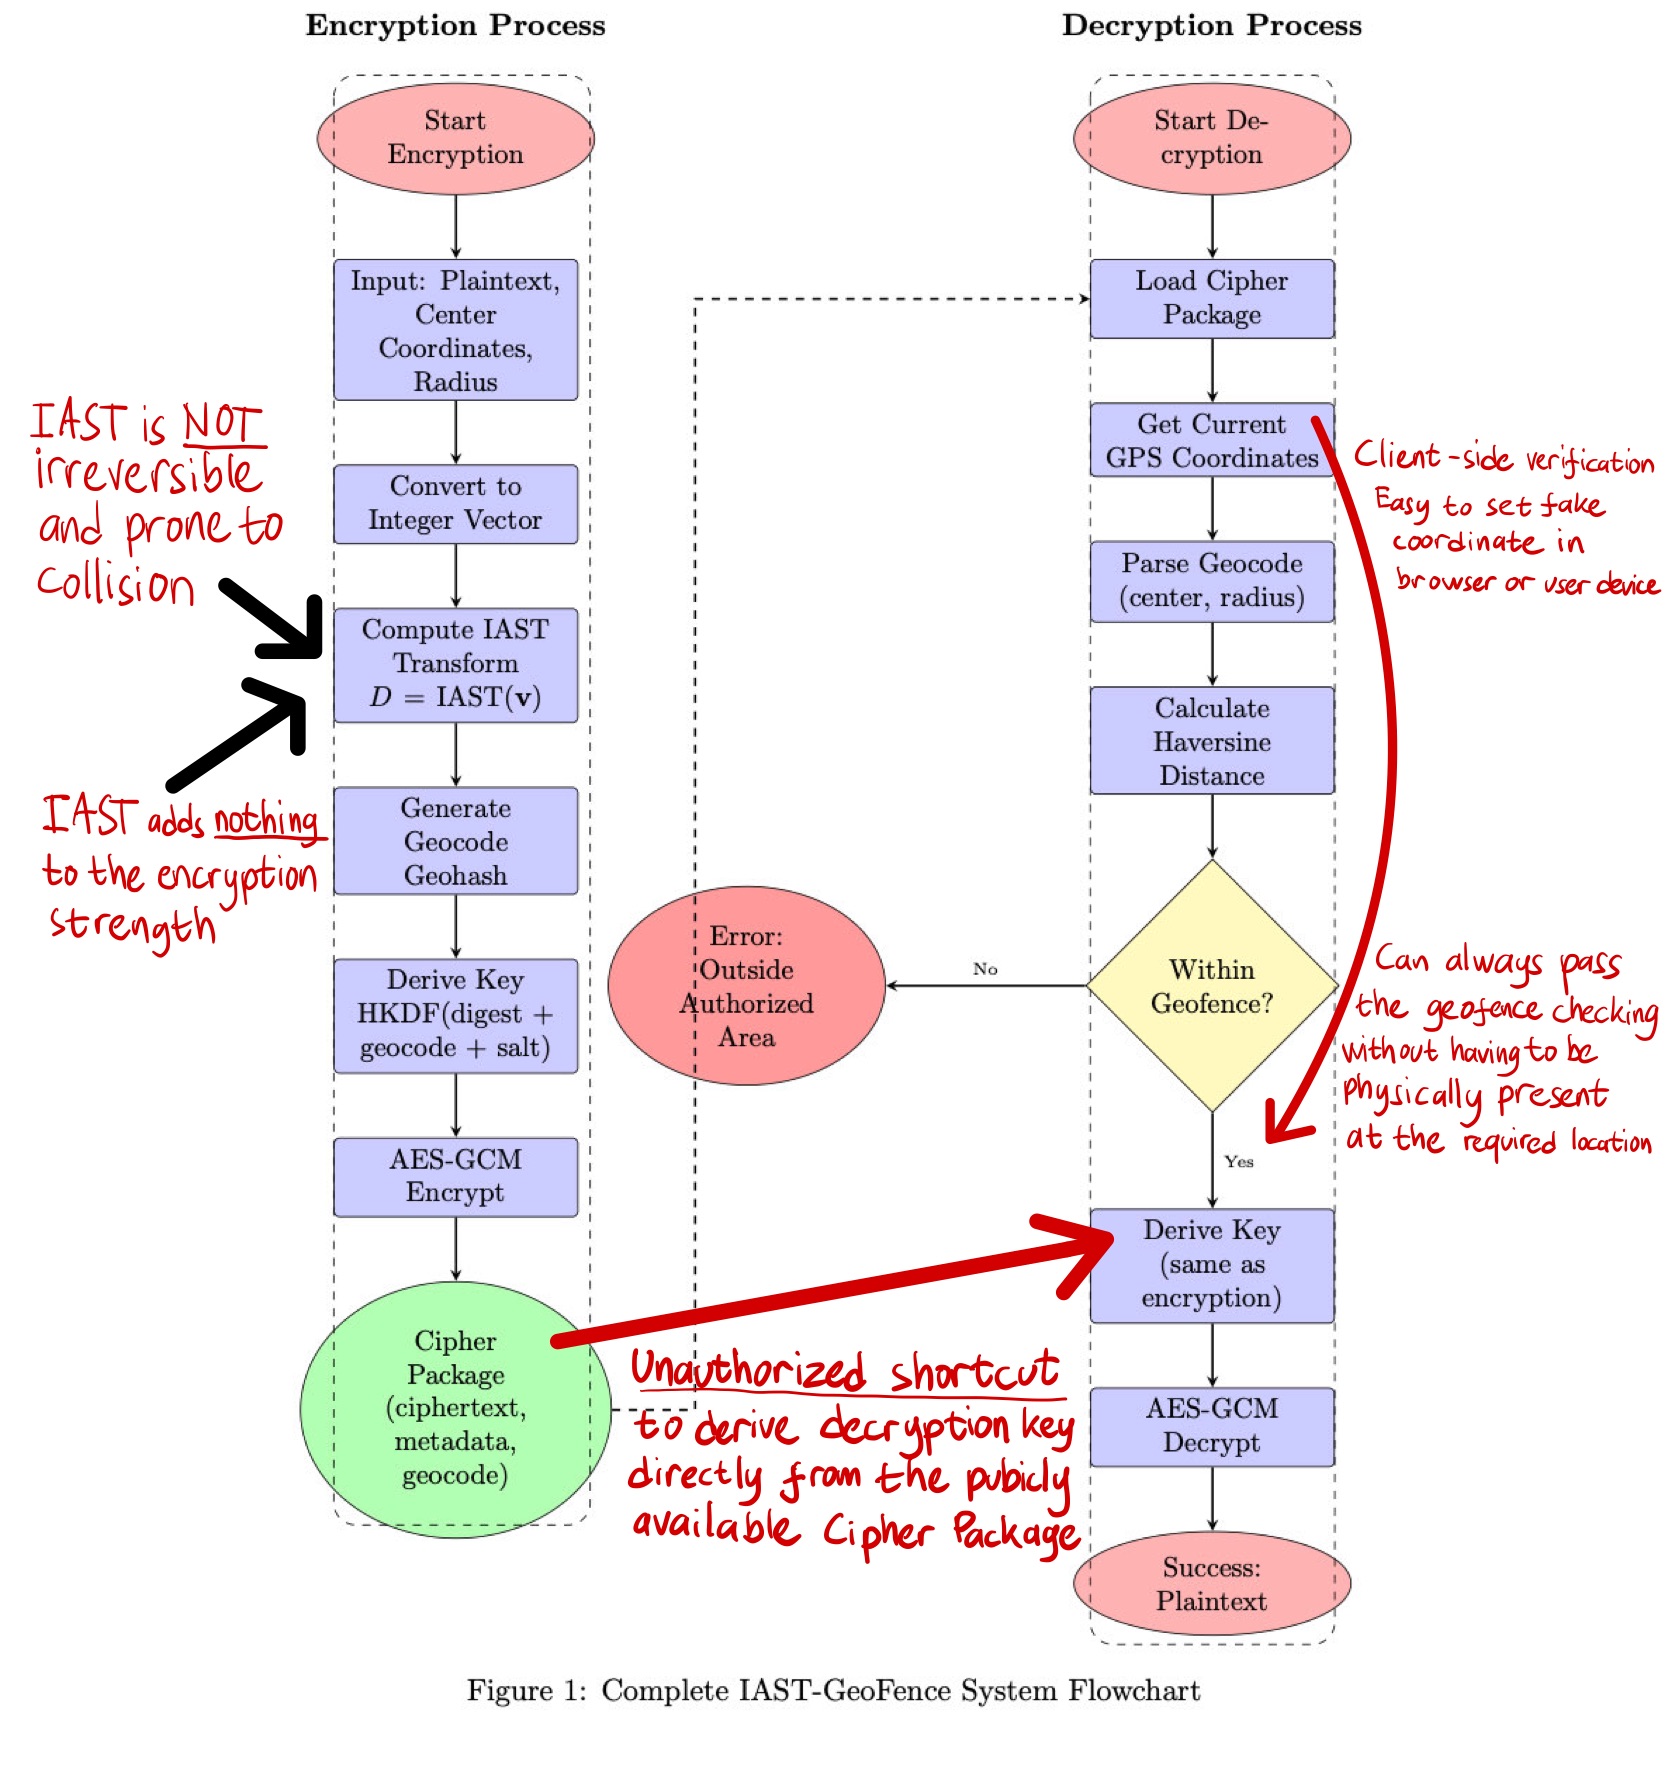 Encryption Process
Start
Encryption
Input: Plaintext,
Center
Coordinates,
Radius
Convert to
Integer Vector
Compute IAST
Transform
D = IAST(v)
Generate
Geocode
Geohash
Derive Key
HKDF(digest +
geocode + salt)
AES-GCM
Encrypt
Cipher
Package
(ciphertext,
metadata,
geocode)
IAST is NOT
irreversible
and prone to
collision
IAST adds nothing
to the encryption
strength
Decryption Process
Start De-
cryption
Load Cipher
Package
Get Current
GPS Coordinates
Parse Geocode
(center, radius)
Calculate
Haversine
Distance
Within
Geofence?
No
Error:
Outside
Authorized
Area
Yes
Derive Key
(same as
encryption)
AES-GCM
Decrypt
Success:
Plaintext
Client-side verification
Easy to set fake
coordinate in
browser or user device
Can always pass
the geofence checking
without having to be
physically present
at the required location
Unauthorized shortcut
to derive decryption key
directly from the pubicly
available Cipher Package
Figure 1: Complete IAST-GeoFence System Flowchart